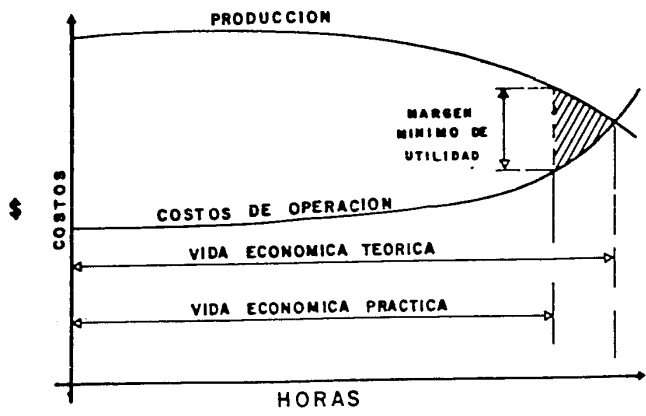 PRODUCCION
MARGEN
MINIMO DE
UTILIDAD
$
COSTOS
COSTOS DE OPERACION
VIDA ECONOMICA TEORICA
VIDA ECONOMICA PRACTICA
HORAS